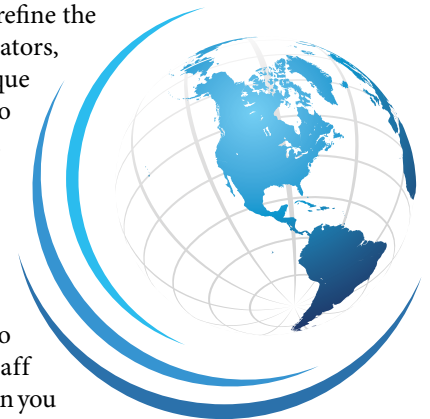 refine the
ators,
que
o
o
aff
n you